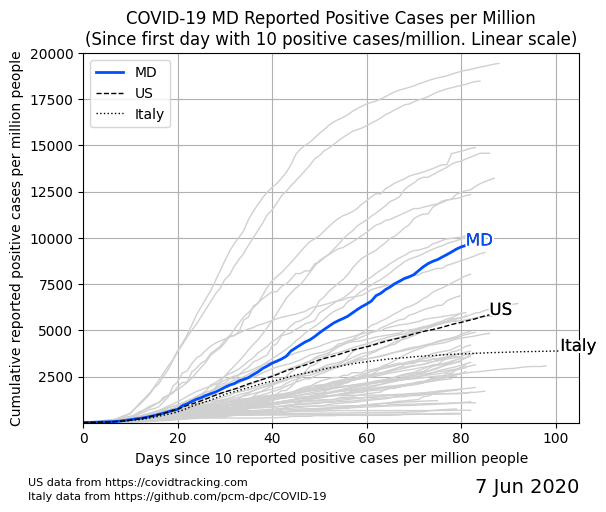 COVID-19 MD Reported Positive Cases per Million
(Since first day with 10 positive cases/million. Linear scale)
Cumulative reported positive cases per million people
20000
17500
15000
12500
10000
7500
5000
2500
MD
US
Italy
MD
US
Italy
0
20
40
60
80
100
Days since 10 reported positive cases per million people
US data from https://covidtracking.com
Italy data from https://github.com/pcm-dpc/COVID-19
7 Jun 2020